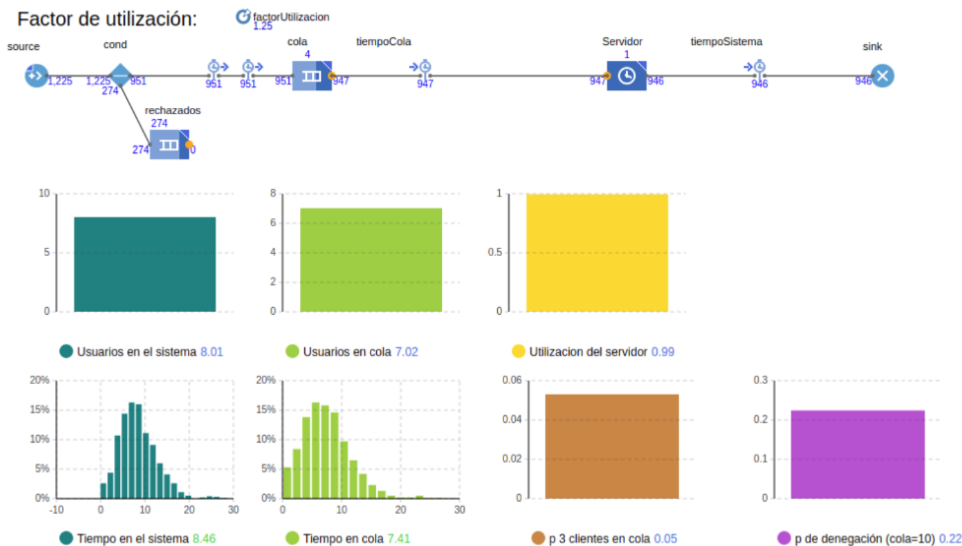 Factor de utilización:
factorUtilizacion
1.25
source
cond
cola
tiempoCola
Servidor
tiempoSistema
sink
4
1
1,225
1,225
951
951
951
951
947
947
947
946
946
946
274
rechazados
274
274
0
10
5
0
8
6
4
2
0
1
0.5
0
Usuarios en el sistema 8.01
Usuarios en cola 7.02
Utilizacion del servidor 0.99
20%
15%
10%
5%
0%
-10 0 10 20 30
20%
15%
10%
5%
0%
0 10 20 30
0.06
0.04
0.02
0
0.3
0.2
0.1
0
Tiempo en el sistema 8.46
Tiempo en cola 7.41
p 3 clientes en cola 0.05
p de denegación (cola=10) 0.22